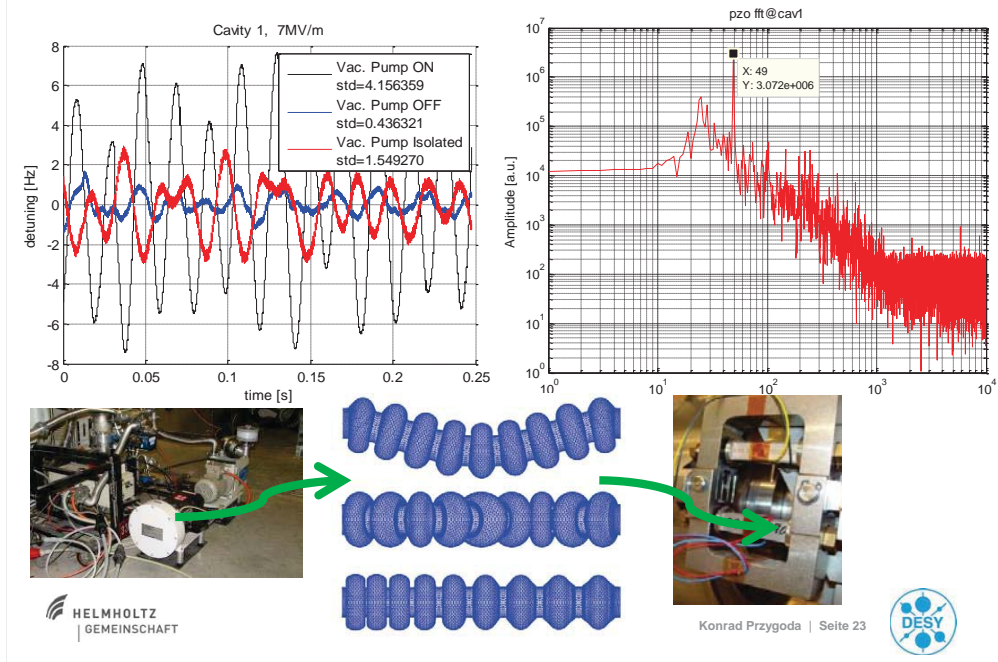 Cavity 1, 7MV/m
8
6
4
2
0
-2
-4
-6
-8
detuning [Hz]
Vac. Pump ON
std=4.156359
Vac. Pump OFF
std=0.436321
Vac. Pump Isolated
std=1.549270
0
0.05
0.1
0.15
0.2
0.25
time [s]
pzo fft@cav1
10^7
10^6
10^5
10^4
10^3
10^2
10^1
10^0
Amplitude [a.u.]
X: 49
Y: 3.072e+006
10^0
10^1
10^2
10^3
10^4
HELMHOLTZ
GEMEINSCHAFT
Konrad Przygoda | Seite 23
DESY